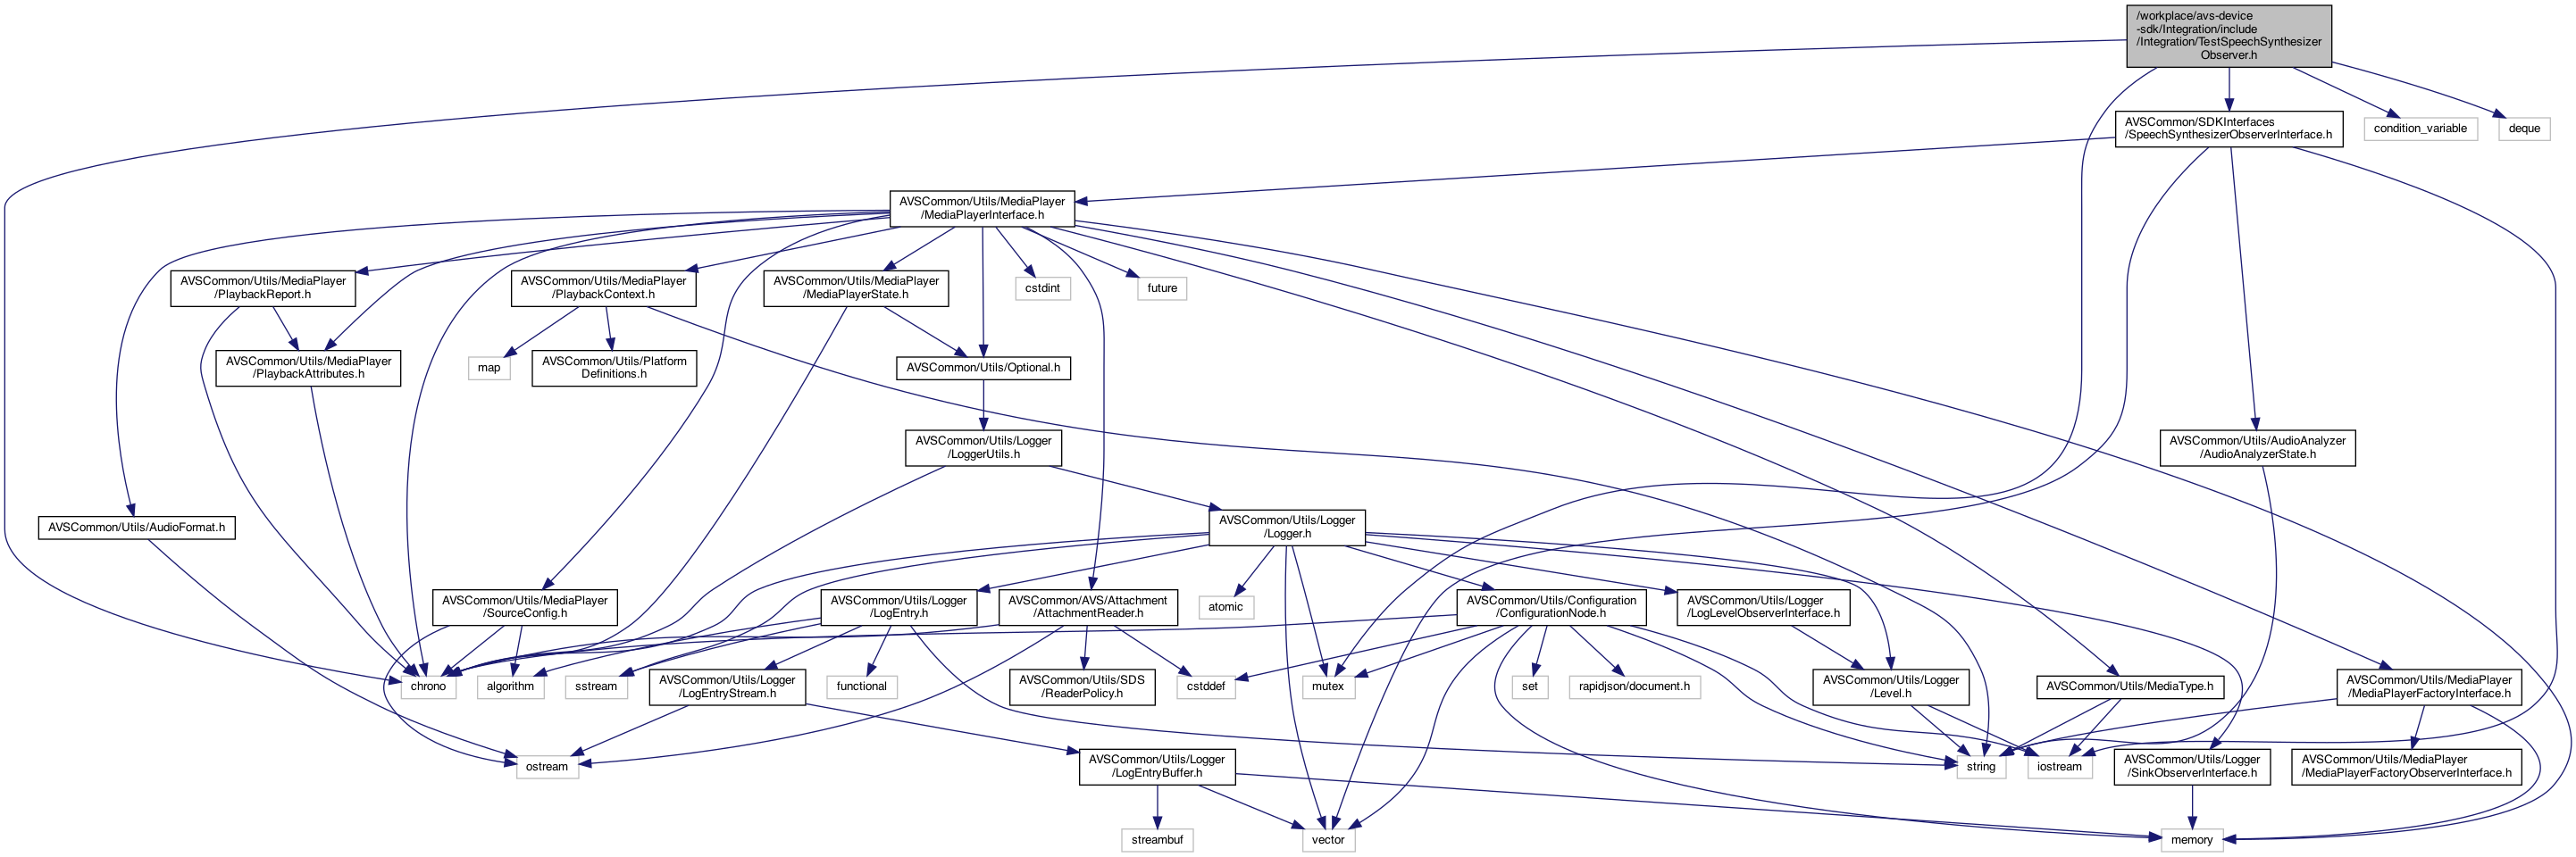 /workplace/avs-device
-sdk/Integration/include
/Integration/TestSpeechSynthesizer
Observer.h
AVSCommon/SDKInterfaces
/SpeechSynthesizerObserverInterface.h
condition_variable
deque
AVSCommon/Utils/MediaPlayer
/MediaPlayerInterface.h
AVSCommon/Utils/MediaPlayer
/PlaybackReport.h
AVSCommon/Utils/MediaPlayer
/PlaybackContext.h
AVSCommon/Utils/MediaPlayer
/MediaPlayerState.h
cstdint
future
AVSCommon/Utils/MediaPlayer
/PlaybackAttributes.h
map
AVSCommon/Utils/Platform
Definitions.h
AVSCommon/Utils/Optional.h
AVSCommon/Utils/Logger
/LoggerUtils.h
AVSCommon/Utils/AudioAnalyzer
/AudioAnalyzerState.h
AVSCommon/Utils/AudioFormat.h
AVSCommon/Utils/Logger
/Logger.h
AVSCommon/Utils/MediaPlayer
/SourceConfig.h
AVSCommon/Utils/Logger
/LogEntry.h
AVSCommon/AVS/Attachment
/AttachmentReader.h
atomic
AVSCommon/Utils/Configuration
/ConfigurationNode.h
AVSCommon/Utils/Logger
/LogLevelObserverInterface.h
chrono
algorithm
sstream
AVSCommon/Utils/Logger
/LogEntryStream.h
functional
AVSCommon/Utils/SDS
/ReaderPolicy.h
cstddef
mutex
set
rapidjson/document.h
AVSCommon/Utils/Logger
/Level.h
AVSCommon/Utils/MediaType.h
AVSCommon/Utils/MediaPlayer
/MediaPlayerFactoryInterface.h
ostream
AVSCommon/Utils/Logger
/LogEntryBuffer.h
string
iostream
AVSCommon/Utils/Logger
/SinkObserverInterface.h
AVSCommon/Utils/MediaPlayer
/MediaPlayerFactoryObserverInterface.h
streambuf
vector
memory